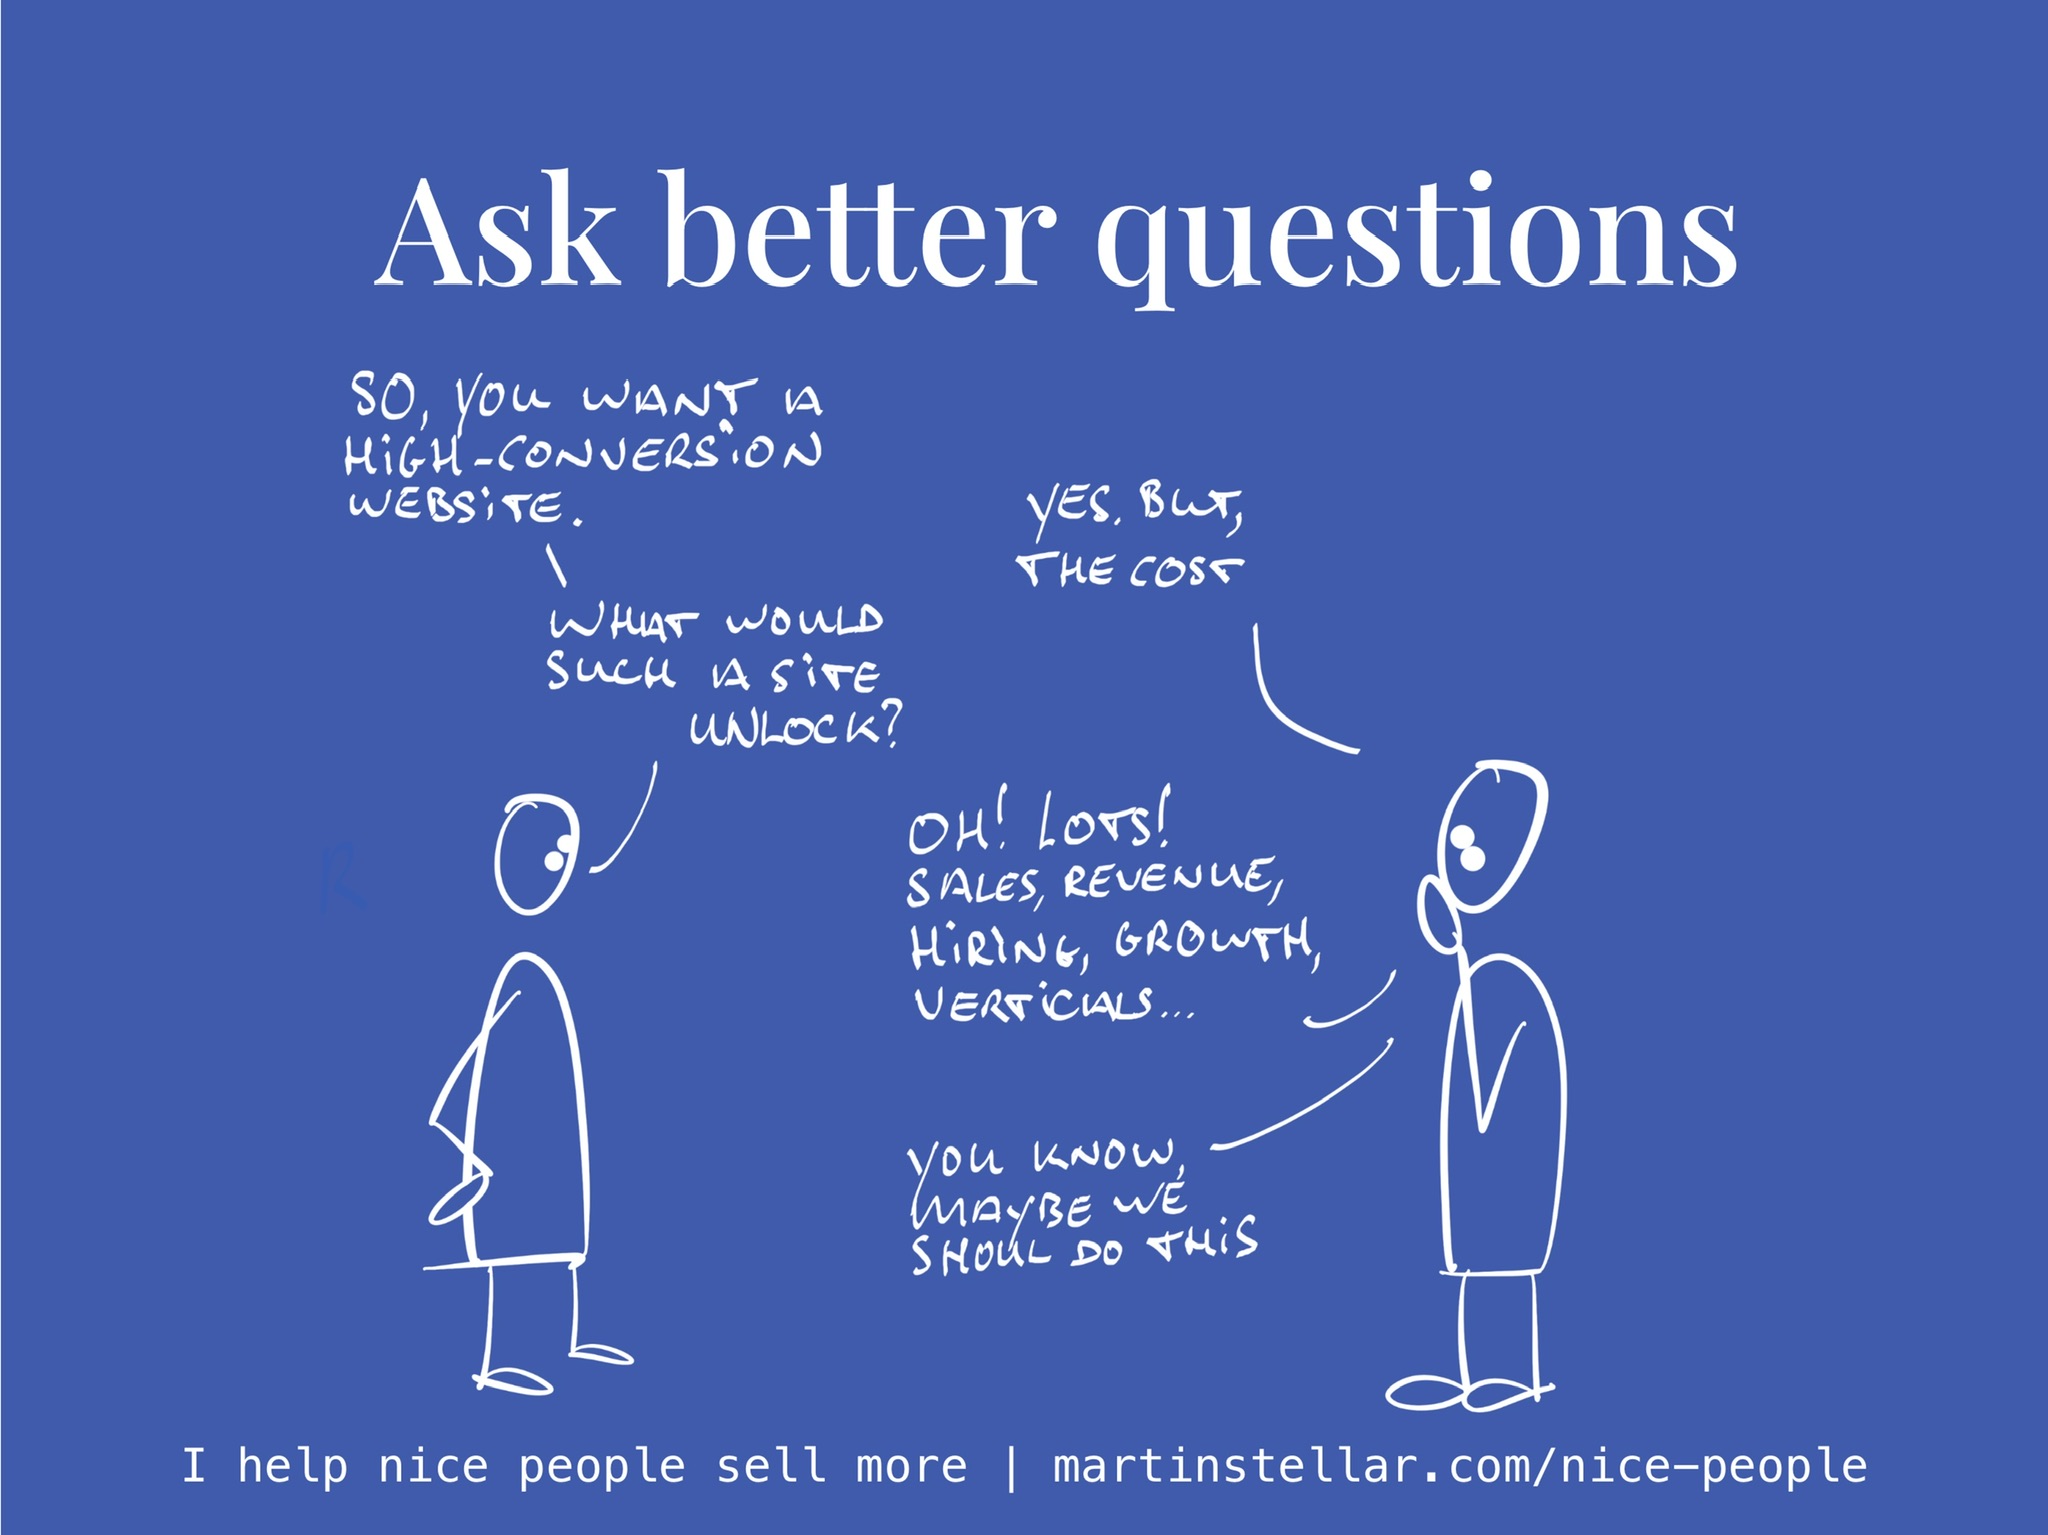 Ask better questions
SO, YOU WANT A
HIGH-CONVERSION
WEBSITE.
WHAT WOULD
SUCH A SITE
UNLOCK?
YES. BUT,
THE COST
OH! LOTS!
SALES, REVENUE,
HIRING, GROWTH,
VERTICALS...
YOU KNOW,
MAYBE WE
SHOUL DO THIS
R
I help nice people sell more | martinstellar.com/nice-people